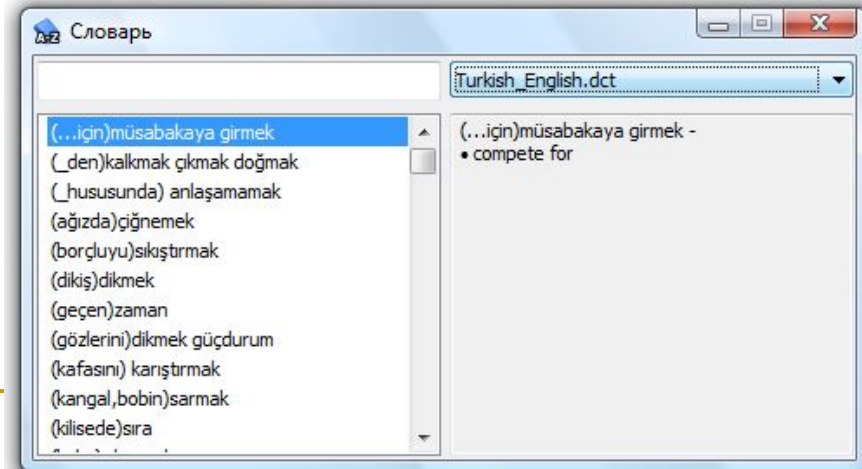 Словарь
Turkish_English.dct
(...için)müsabakaya girmek
(_den)kalkmak çıkmak doğmak
(_hususunda) anlaşamamak
(ağızda)çiğnemek
(borçluyu)sıkıştırmak
(dikiş)dikmek
(geçen)zaman
(gözlerini)dikmek güçdurum
(kafasını) karıştırmak
(kangal,bobin)sarmak
(kilisede)sıra
(...için)müsabakaya girmek -
• compete for